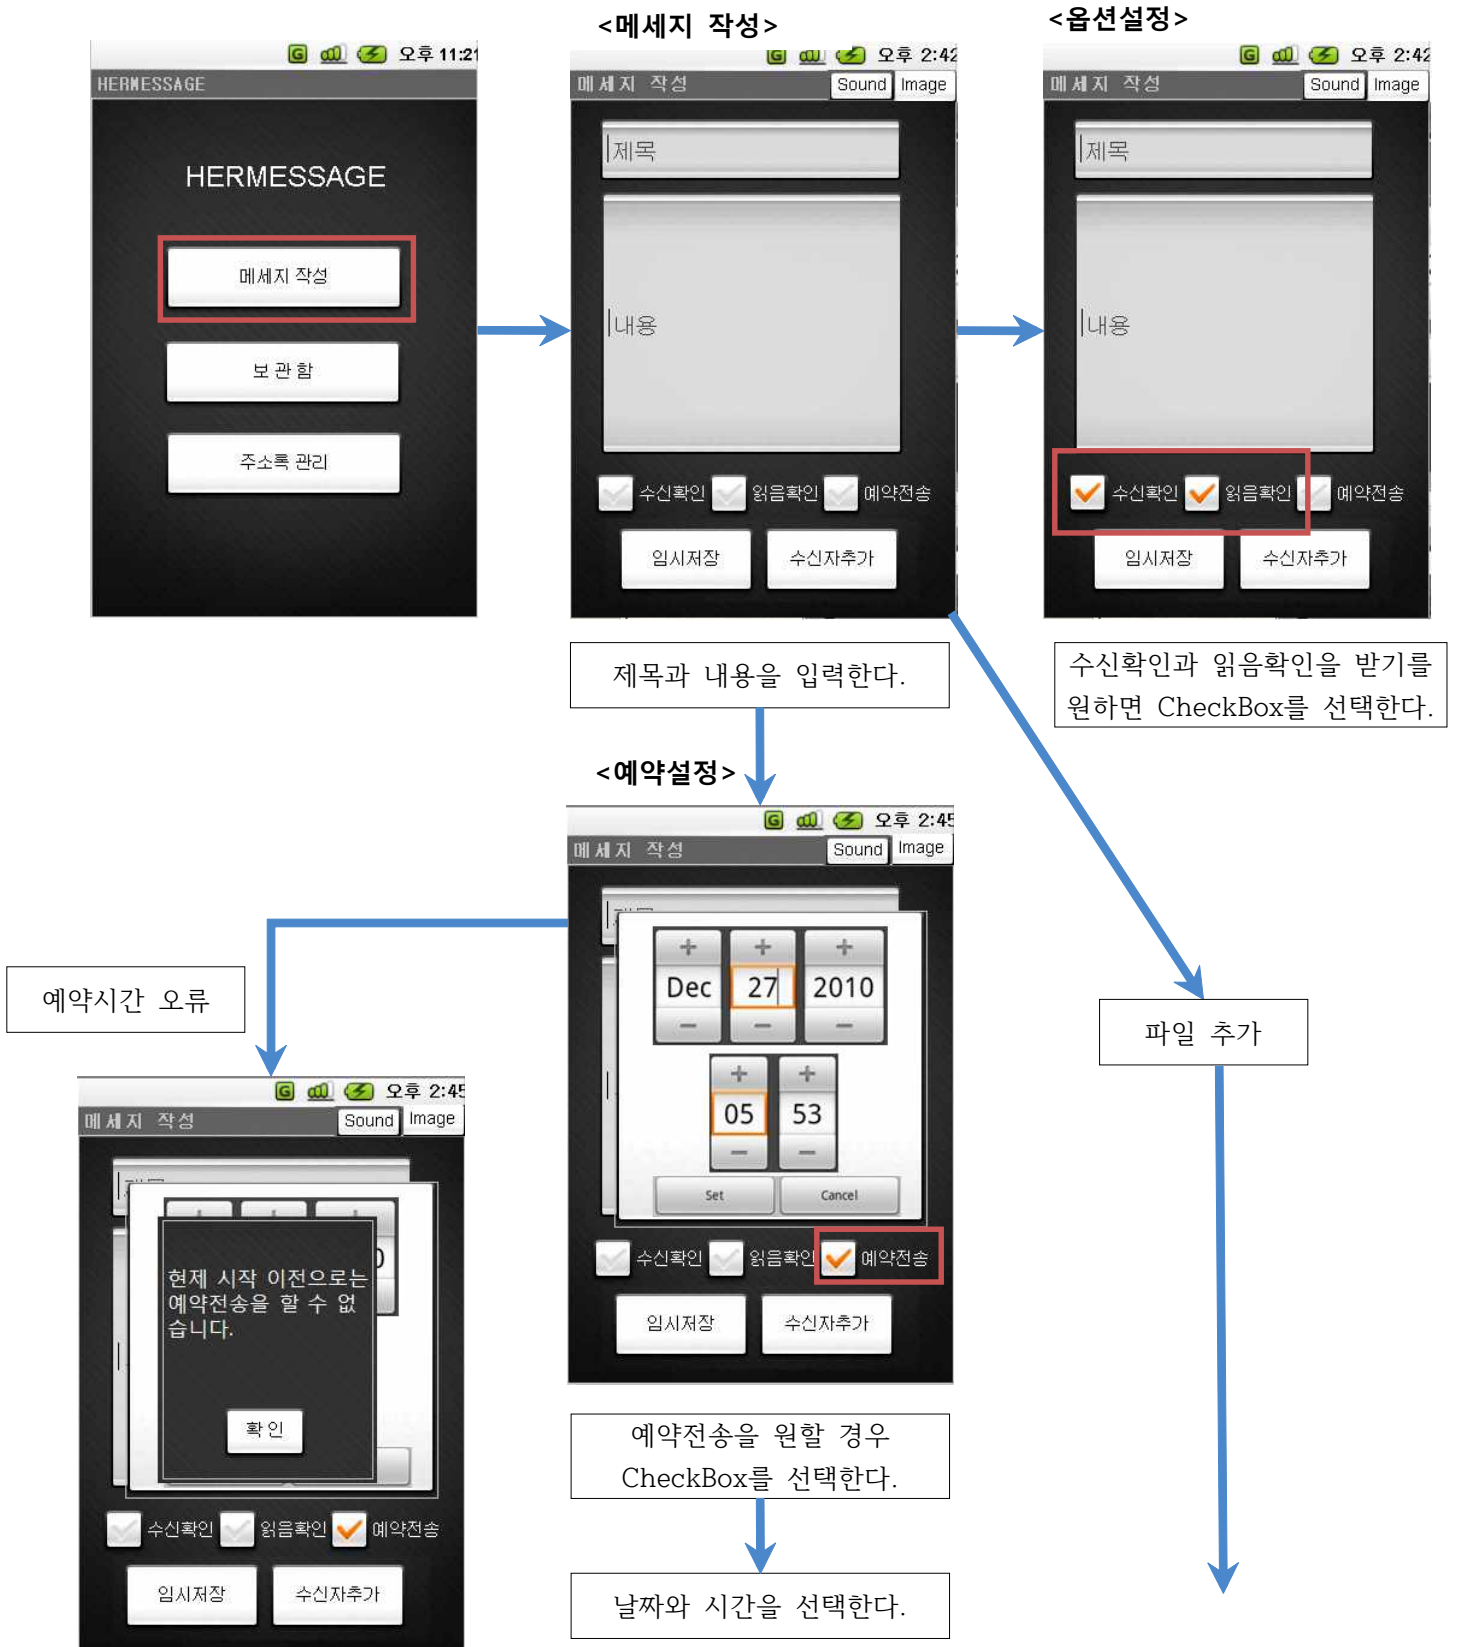 <메세지 작성>
<옵션설정>
오후 11:21
HERMESSAGE
HERMESSAGE
메세지 작성
보 관 함
주소록 관리
오후 2:42
메세지 작성
Sound
Image
제목
내용
수신확인
읽음확인
예약전송
임시저장
수신자추가
오후 2:42
메세지 작성
Sound
Image
제목
내용
수신확인
읽음확인
예약전송
임시저장
수신자추가
제목과 내용을 입력한다.
수신확인과 읽음확인을 받기를
원하면 CheckBox를 선택한다.
<예약설정>
오후 2:45
메세지 작성
Sound
Image
+ + +
Dec 27 2010
- - -
+ +
05 53
- -
Set
Cancel
수신확인
읽음확인
예약전송
임시저장
수신자추가
예약시간 오류
파일 추가
오후 2:45
메세지 작성
Sound
Image
현제 시작 이전으로는
예약전송을 할 수 없
습니다.
확 인
수신확인
읽음확인
예약전송
임시저장
수신자추가
예약전송을 원할 경우
CheckBox를 선택한다.
날짜와 시간을 선택한다.